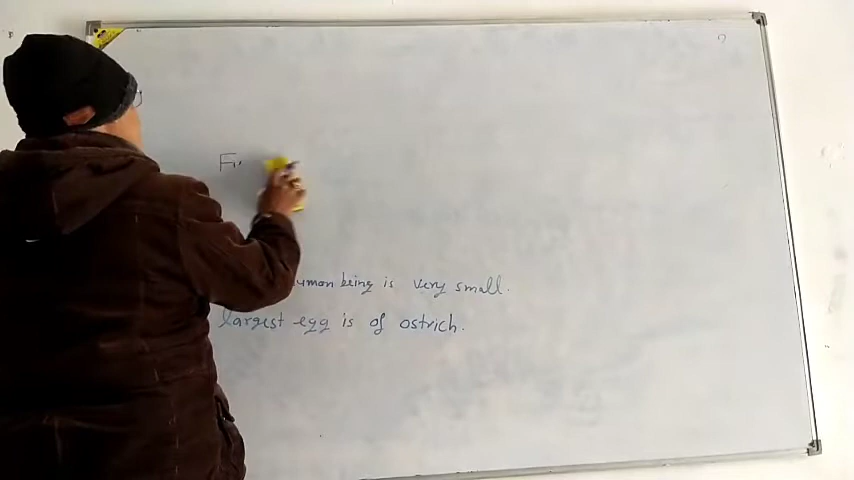 Fi
uman being is very small.
largest egg is of ostrich.